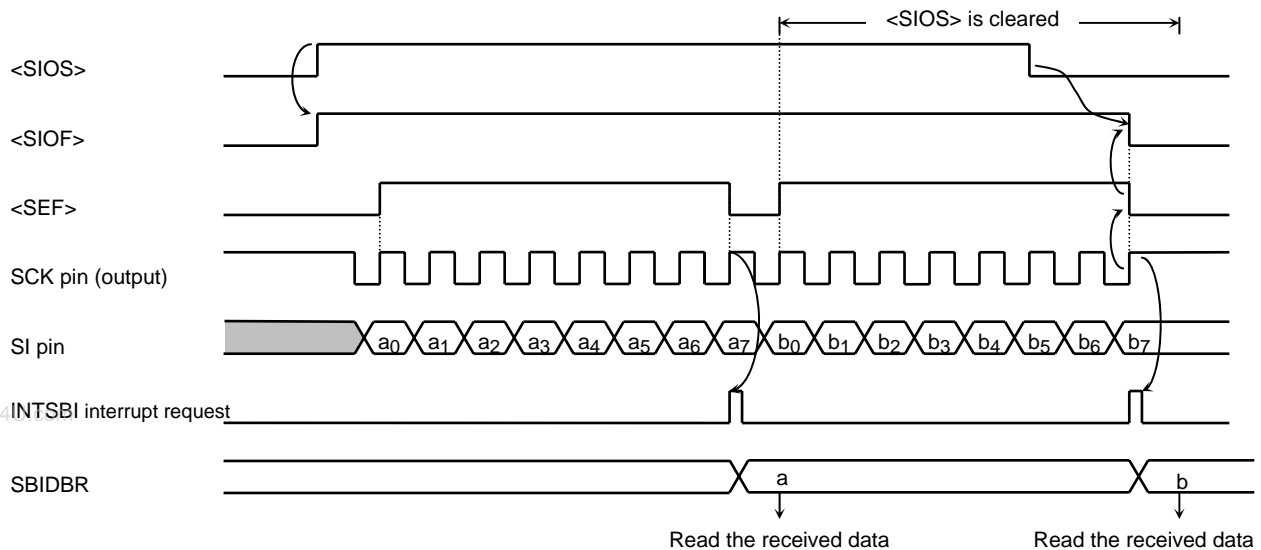 <SIOS> is cleared
<SIOS>
<SIOF>
<SEF>
SCK pin (output)
SI pin
a0 a1 a2 a3 a4 a5 a6 a7 b0 b1 b2 b3 b4 b5 b6 b7
INTSBI interrupt request
SBIDBR
a
b
Read the received data
Read the received data